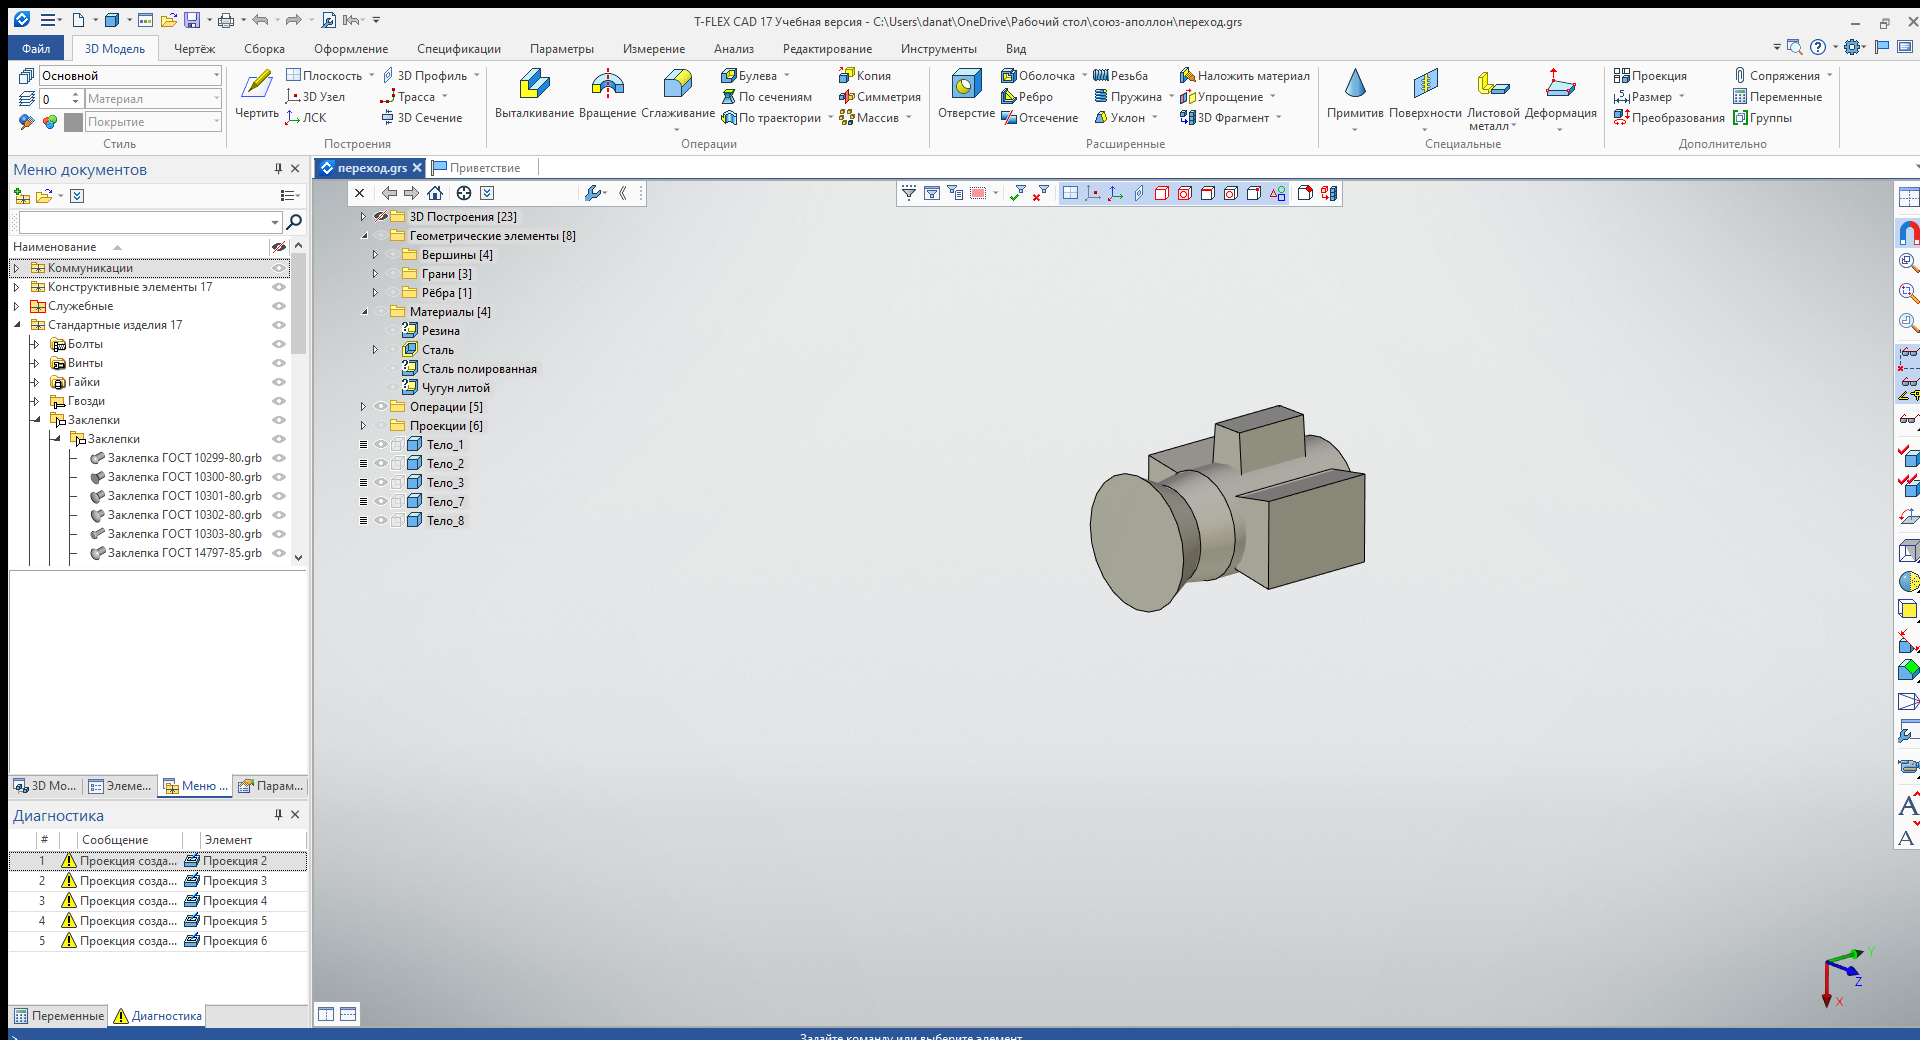 T-FLEX CAD 17 Учебная версия - C:\Users\danat\OneDrive\Рабочий стол\союз-аполлон\переход.grs
Файл 3D Модель Чертёж Сборка Оформление Спецификации Параметры Измерение Анализ Редактирование Инструменты Вид
Основной
0 Материал
Покрытие
Стиль
Чертить
Плоскость 3D Профиль
3D Узел Трасса
ЛСК 3D Сечение
Построения
Выталкивание Вращение Сглаживание
Булева Копия
По сечениям Симметрия
По траектории Массив
Операции
Отверстие
Оболочка Резьба Наложить материал
Ребро Пружина Упрощение
Отсечение Уклон 3D Фрагмент
Расширенные
Примитив Поверхности Листовой металл Деформация
Специальные
Проекция Сопряжения
Размер Переменные
Преобразования Группы
Дополнительно
Меню документов
переход.grs Приветствие
Наименование
Коммуникации
Конструктивные элементы 17
Служебные
Стандартные изделия 17
Болты
Винты
Гайки
Гвозди
Заклепки
Заклепки
Заклепка ГОСТ 10299-80.grb
Заклепка ГОСТ 10300-80.grb
Заклепка ГОСТ 10301-80.grb
Заклепка ГОСТ 10302-80.grb
Заклепка ГОСТ 10303-80.grb
Заклепка ГОСТ 14797-85.grb
3D Построения [23]
Геометрические элементы [8]
Вершины [4]
Грани [3]
Рёбра [1]
Материалы [4]
Резина
Сталь
Сталь полированная
Чугун литой
Операции [5]
Проекции [6]
Тело_1
Тело_2
Тело_3
Тело_7
Тело_8
3D Мо... Элеме... Меню ... Парам...
Диагностика
# Сообщение Элемент
1 Проекция созда... Проекция 2
2 Проекция созда... Проекция 3
3 Проекция созда... Проекция 4
4 Проекция созда... Проекция 5
5 Проекция созда... Проекция 6
Переменные Диагностика
Y
Z
X
A
A
> Задайте команду или выберите элемент